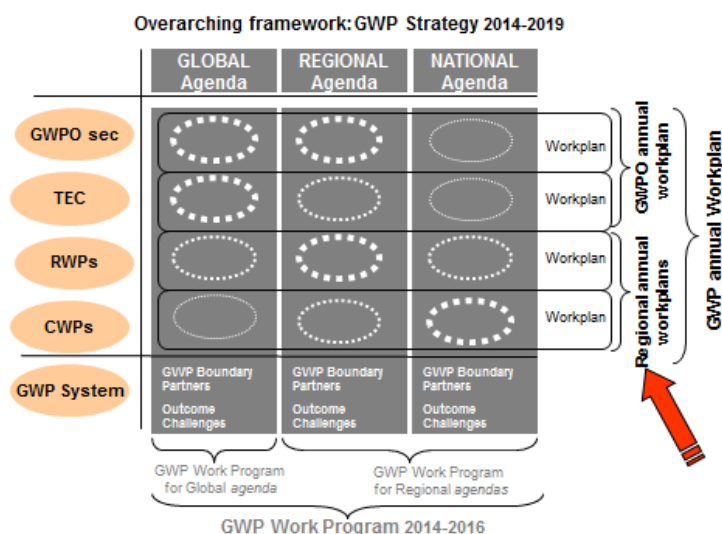 Overarching framework: GWP Strategy 2014-2019
GLOBAL
Agenda
REGIONAL
Agenda
NATIONAL
Agenda
GWPO sec
Workplan
TEC
Workplan
RWPs
Workplan
CWPs
Workplan
GWPO annual
workplan
Regional annual
workplans
GWP annual Workplan
GWP System
GWP Boundary
Partners
Outcome
Challenges
GWP Boundary
Partners
Outcome
Challenges
GWP Boundary
Partners
Outcome
Challenges
GWP Work Program
for Global agenda
GWP Work Program
for Regional agendas
GWP Work Program 2014-2016